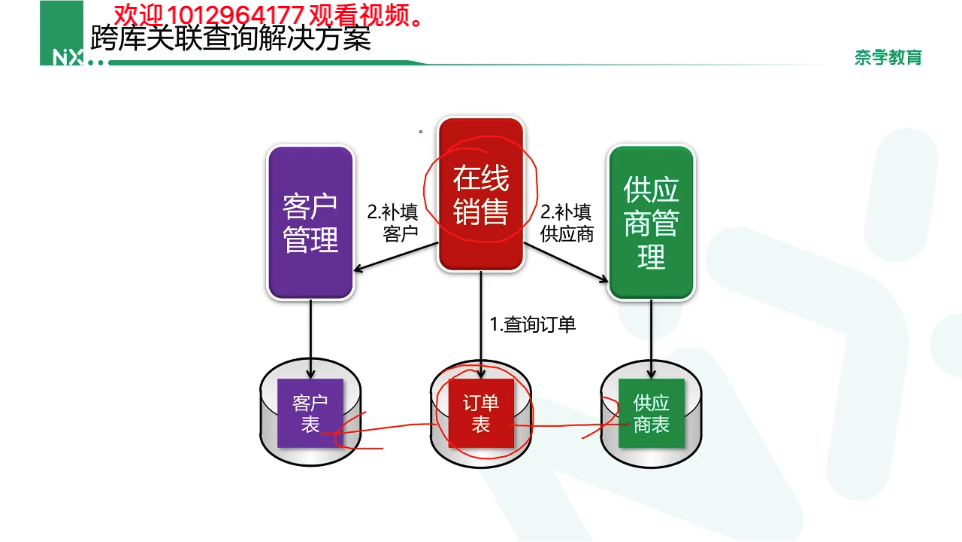 欢迎1012964177观看视频。
跨库关联查询解决方案
NX
奈学教育
客户
管理
2.补填
客户
在线
销售
2.补填
供应商
供应
商管
理
1.查询订单
客户
表
订单
表
供应
商表